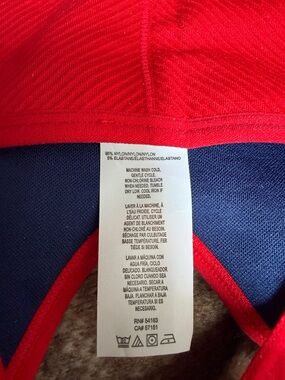 95% NYLON/NYLON/NYLON
5% ELASTANE/ELASTHANNE/ELASTANO
MACHINE WASH COLD,
GENTLE CYCLE.
NON-CHLORINE BLEACH
WHEN NEEDED. TUMBLE
DRY LOW. COOL IRON IF
NEEDED.
LAVER À LA MACHINE, À
L'EAU FROIDE, CYCLE
DÉLICAT. UTILISER UN
AGENT DE BLANCHIMENT
NON-CHLORÉ AU BESOIN.
SÉCHAGE PAR CULBUTAGE
BASSE TEMPÉRATURE. FER
TIÈDE SI BESOIN.
LAVAR A MÁQUINA CON
AGUA FRÍA, CICLO
DELICADO. BLANQUEADOR
SIN CLORO CUANDO SEA
NECESARIO. SECAR A
MÁQUINA A TEMPERATURA
BAJA. PLANCHAR A BAJA
TEMPERATURA SI ES
NECESARIO.
RN# 54163
CA# 57151